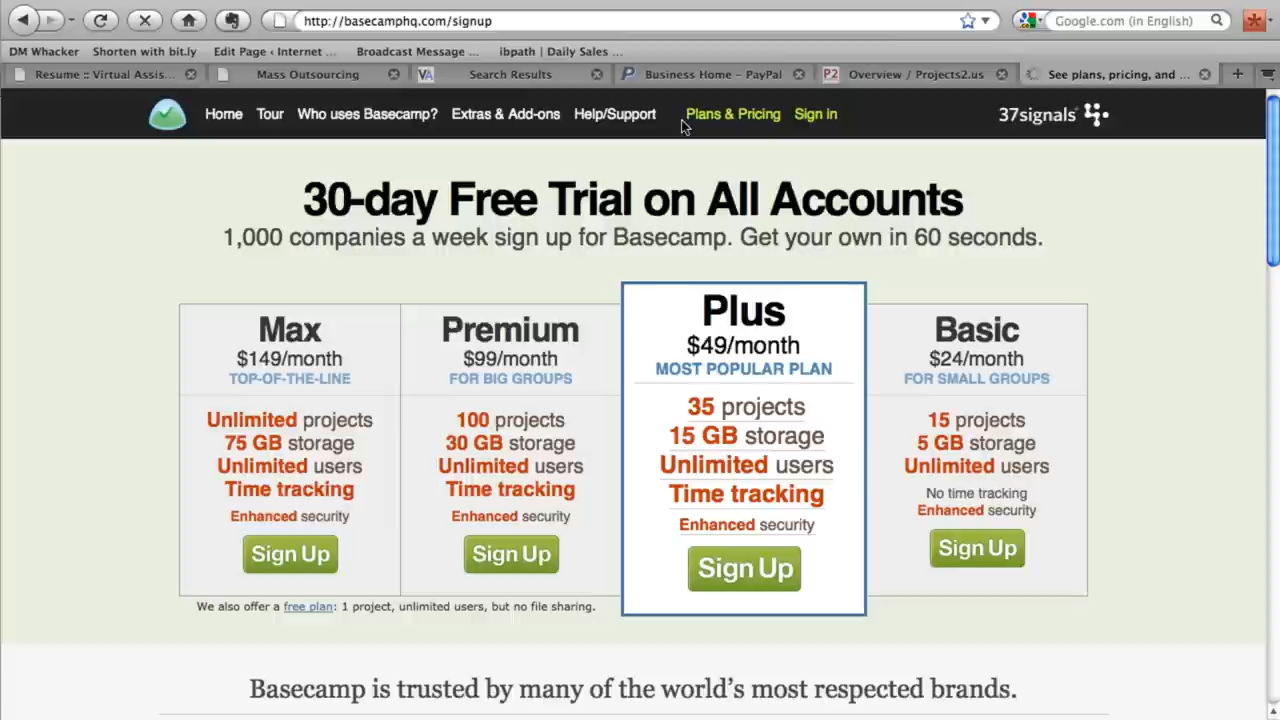 http://basecamphq.com/signup
Google.com (in English)
DM Whacker Shorten with bit.ly Edit Page ‹ Internet ... Broadcast Message ... ibpath | Daily Sales ...
Resume :: Virtual Assis... Mass Outsourcing VA Search Results Business Home - PayPal P2 Overview / Projects2.us See plans, pricing, and ...
Home Tour Who uses Basecamp? Extras & Add-ons Help/Support Plans & Pricing Sign in 37signals
30-day Free Trial on All Accounts
1,000 companies a week sign up for Basecamp. Get your own in 60 seconds.
Max
$149/month
TOP-OF-THE-LINE
Unlimited projects
75 GB storage
Unlimited users
Time tracking
Enhanced security
Sign Up
Premium
$99/month
FOR BIG GROUPS
100 projects
30 GB storage
Unlimited users
Time tracking
Enhanced security
Sign Up
Plus
$49/month
MOST POPULAR PLAN
35 projects
15 GB storage
Unlimited users
Time tracking
Enhanced security
Sign Up
Basic
$24/month
FOR SMALL GROUPS
15 projects
5 GB storage
Unlimited users
No time tracking
Enhanced security
Sign Up
We also offer a free plan: 1 project, unlimited users, but no file sharing.
Basecamp is trusted by many of the world's most respected brands.